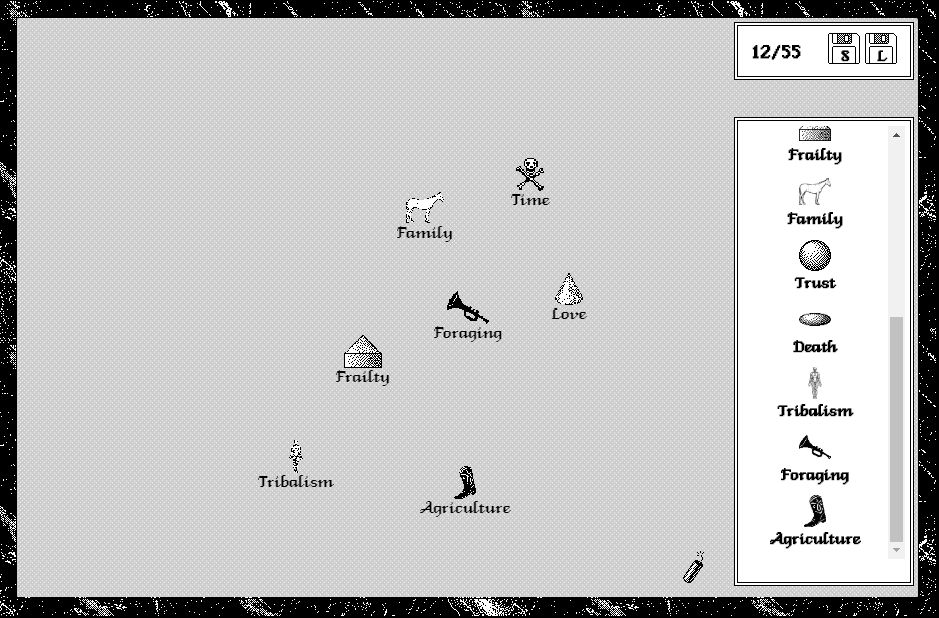 12/55
S L
Time
Family
Love
Foraging
Frailty
Tribalism
Agriculture
Frailty
Family
Trust
Death
Tribalism
Foraging
Agriculture